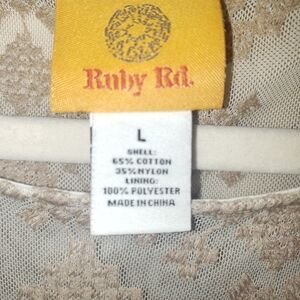 Ruby Rd.
L
SHELL:
65% COTTON
35% NYLON
LINING:
100% POLYESTER
MADE IN CHINA